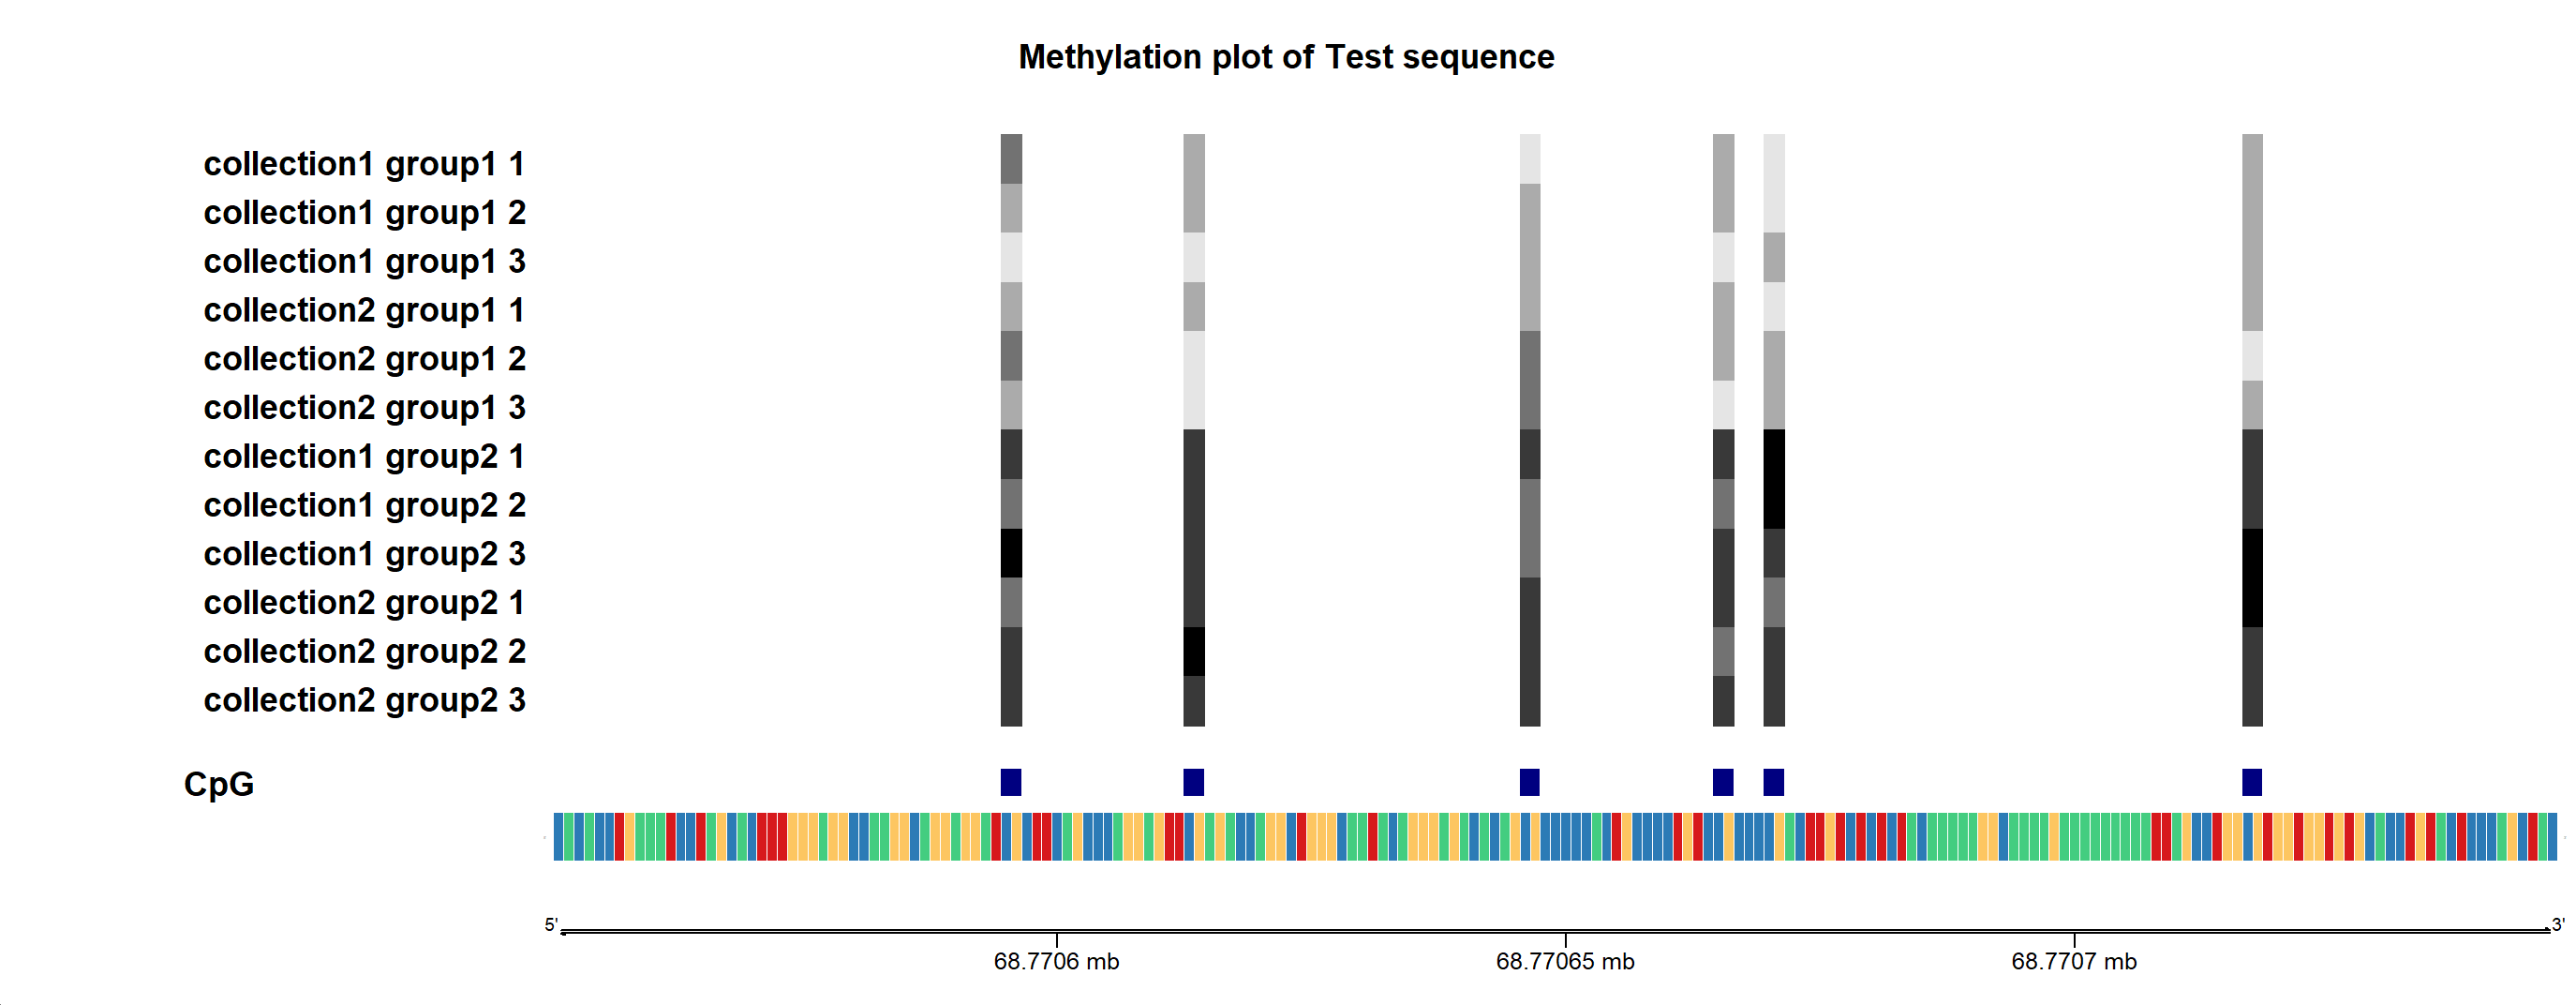 Methylation plot of Test sequence
collection1 group1 1
collection1 group1 2
collection1 group1 3
collection2 group1 1
collection2 group1 2
collection2 group1 3
collection1 group2 1
collection1 group2 2
collection1 group2 3
collection2 group2 1
collection2 group2 2
collection2 group2 3
CpG
5' 3'
68.7706 mb 68.77065 mb 68.7707 mb